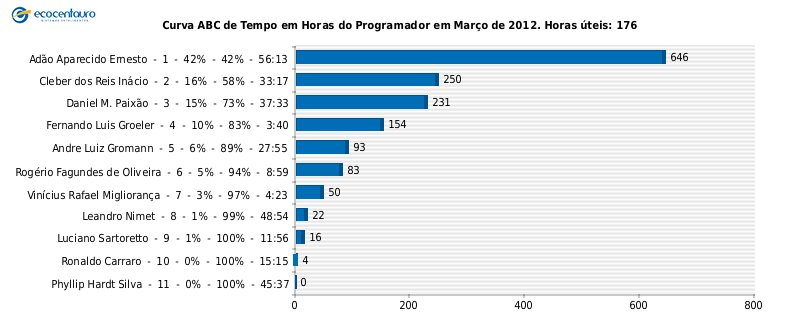 ecocentauro
Curva ABC de Tempo em Horas do Programador em Março de 2012. Horas úteis: 176
Adão Aparecido Ernesto - 1 - 42% - 42% - 56:13 646
Cleber dos Reis Inácio - 2 - 16% - 58% - 33:17 250
Daniel M. Paixão - 3 - 15% - 73% - 37:33 231
Fernando Luis Groeler - 4 - 10% - 83% - 3:40 154
Andre Luiz Gromann - 5 - 6% - 89% - 27:55 93
Rogério Fagundes de Oliveira - 6 - 5% - 94% - 8:59 83
Vinícius Rafael Migliorança - 7 - 3% - 97% - 4:23 50
Leandro Nimet - 8 - 1% - 99% - 48:54 22
Luciano Sartoretto - 9 - 1% - 100% - 11:56 16
Ronaldo Carraro - 10 - 0% - 100% - 15:15 4
Phyllip Hardt Silva - 11 - 0% - 100% - 45:37 0
0 200 400 600 800